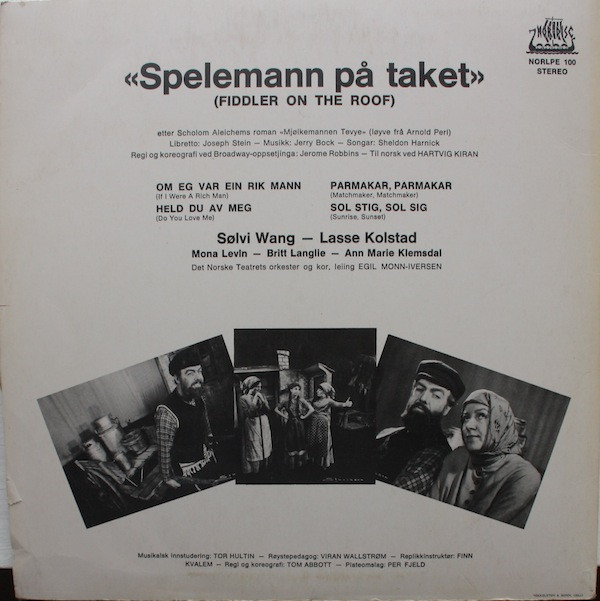 NORDISC
NORLPE 100
STEREO
«Spelemann på taket»
(FIDDLER ON THE ROOF)
etter Scholom Aleichems roman «Mjølkemannen Tevye» (løyve frå Arnold Perl)
Libretto: Joseph Stein — Musikk: Jerry Bock — Songar: Sheldon Harnick
Regi og koreografi ved Broadway-oppsetjinga: Jerome Robbins — Til norsk ved HARTVIG KIRAN
OM EG VAR EIN RIK MANN
(If I Were A Rich Man)
HELD DU AV MEG
(Do You Love Me)
PARMAKAR, PARMAKAR
(Matchmaker, Matchmaker)
SOL STIG, SOL SIG
(Sunrise, Sunset)
Sølvi Wang — Lasse Kolstad
Mona Levin — Britt Langlie — Ann Marie Klemsdal
Det Norske Teatrets orkester og kor, leiing EGIL MONN-IVERSEN
Musikalsk innstudering: TOR HULTIN — Røystepedagog: VIRAN WALLSTRØM — Replikkinstruktør: FINN
KVALEM — Regi og koreografi: TOM ABBOTT — Plateomslag: PER FJELD